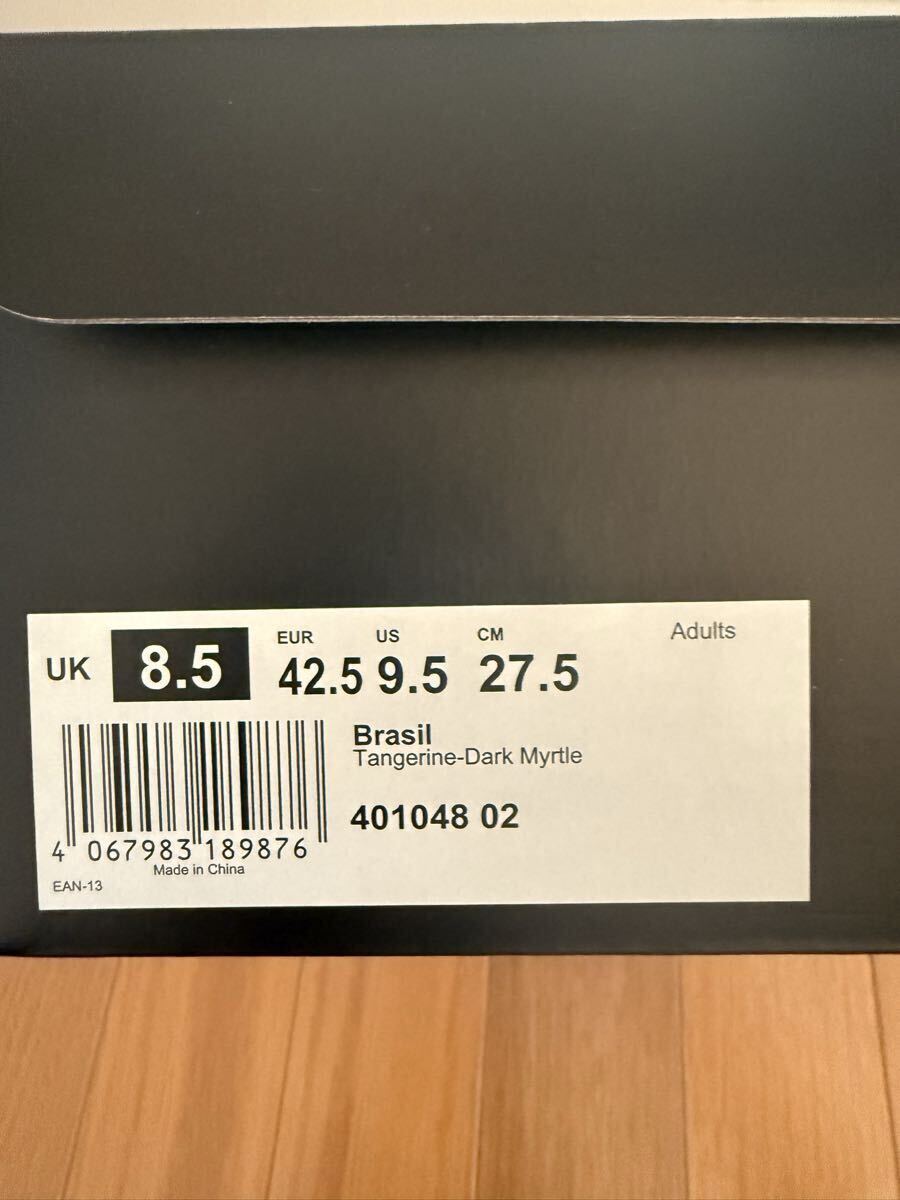 UK 8.5 EUR 42.5 US 9.5 CM 27.5 Adults
Brasil
Tangerine-Dark Myrtle
401048 02
4 067983 189876
Made in China
EAN-13